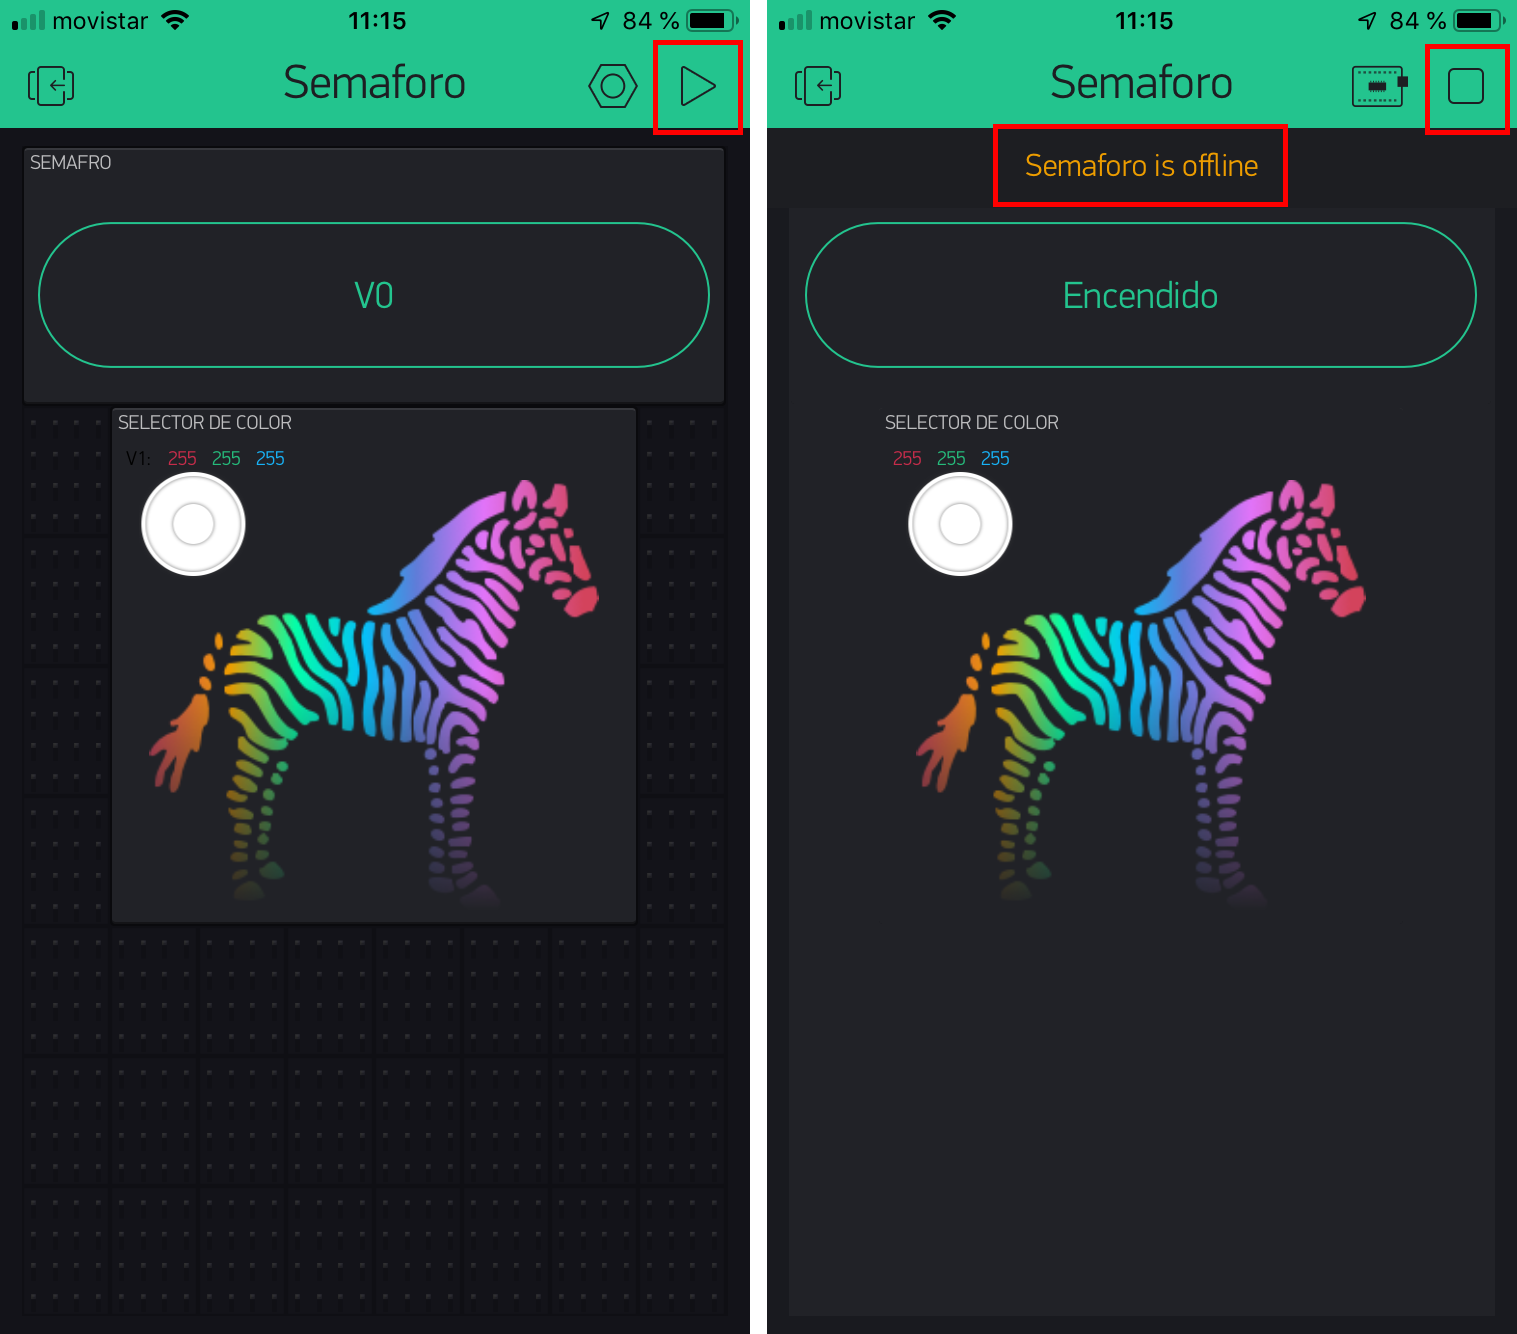 movistar 11:15 84 %
Semaforo
SEMAFRO
V0
SELECTOR DE COLOR
V1: 255 255 255
movistar 11:15 84 %
Semaforo
Semaforo is offline
Encendido
SELECTOR DE COLOR
255 255 255